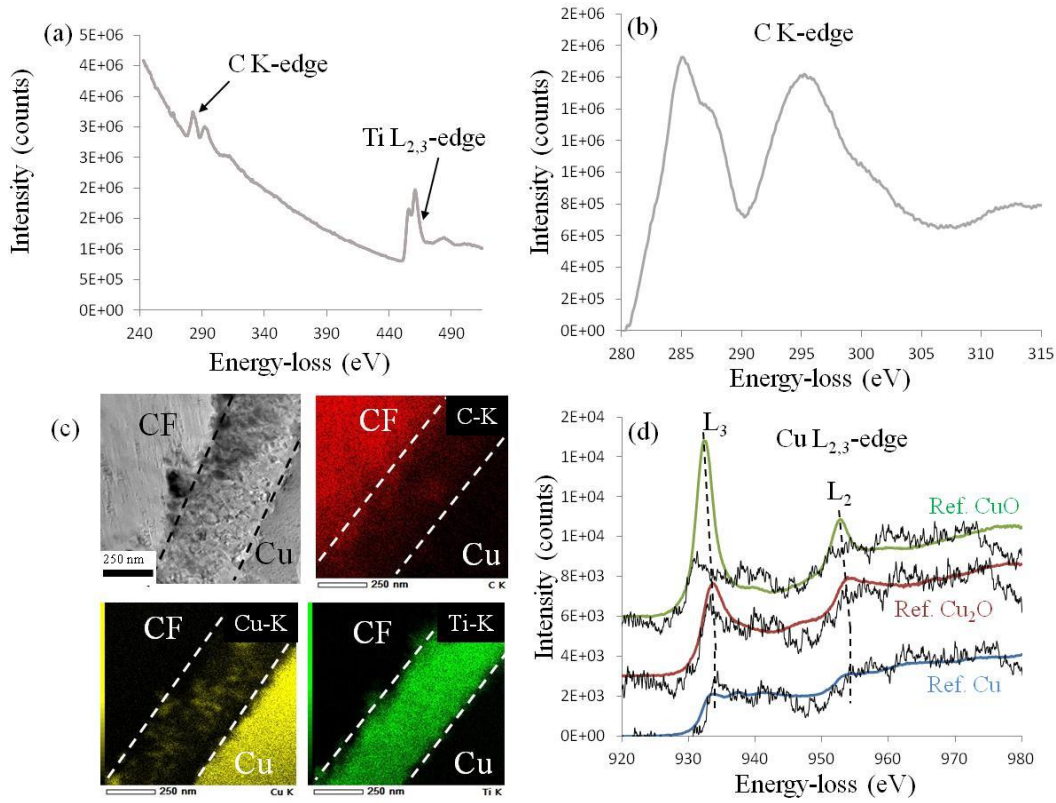 (a)
5E+06
4E+06
4E+06
3E+06
3E+06
2E+06
2E+06
1E+06
5E+05
0E+00
Intensity (counts)
C K-edge
Ti L2,3-edge
240 290 340 390 440 490
Energy-loss (eV)
(b)
C K-edge
2E+06
2E+06
1E+06
1E+06
1E+06
8E+05
6E+05
4E+05
2E+05
0E+00
Intensity (counts)
280 285 290 295 300 305 310 315
Energy-loss (eV)
(c)
CF
Cu
250 nm
CF
C-K
Cu
250 nm
C K
CF
Cu-K
Cu
250 nm
Cu K
CF
Ti-K
Cu
250 nm
Ti K
(d)
L3
Cu L2,3-edge
L2
Ref. CuO
Ref. Cu2O
Ref. Cu
2E+04
1E+04
1E+04
1E+04
8E+03
6E+03
4E+03
2E+03
0E+00
Intensity (counts)
920 930 940 950 960 970 980
Energy-loss (eV)